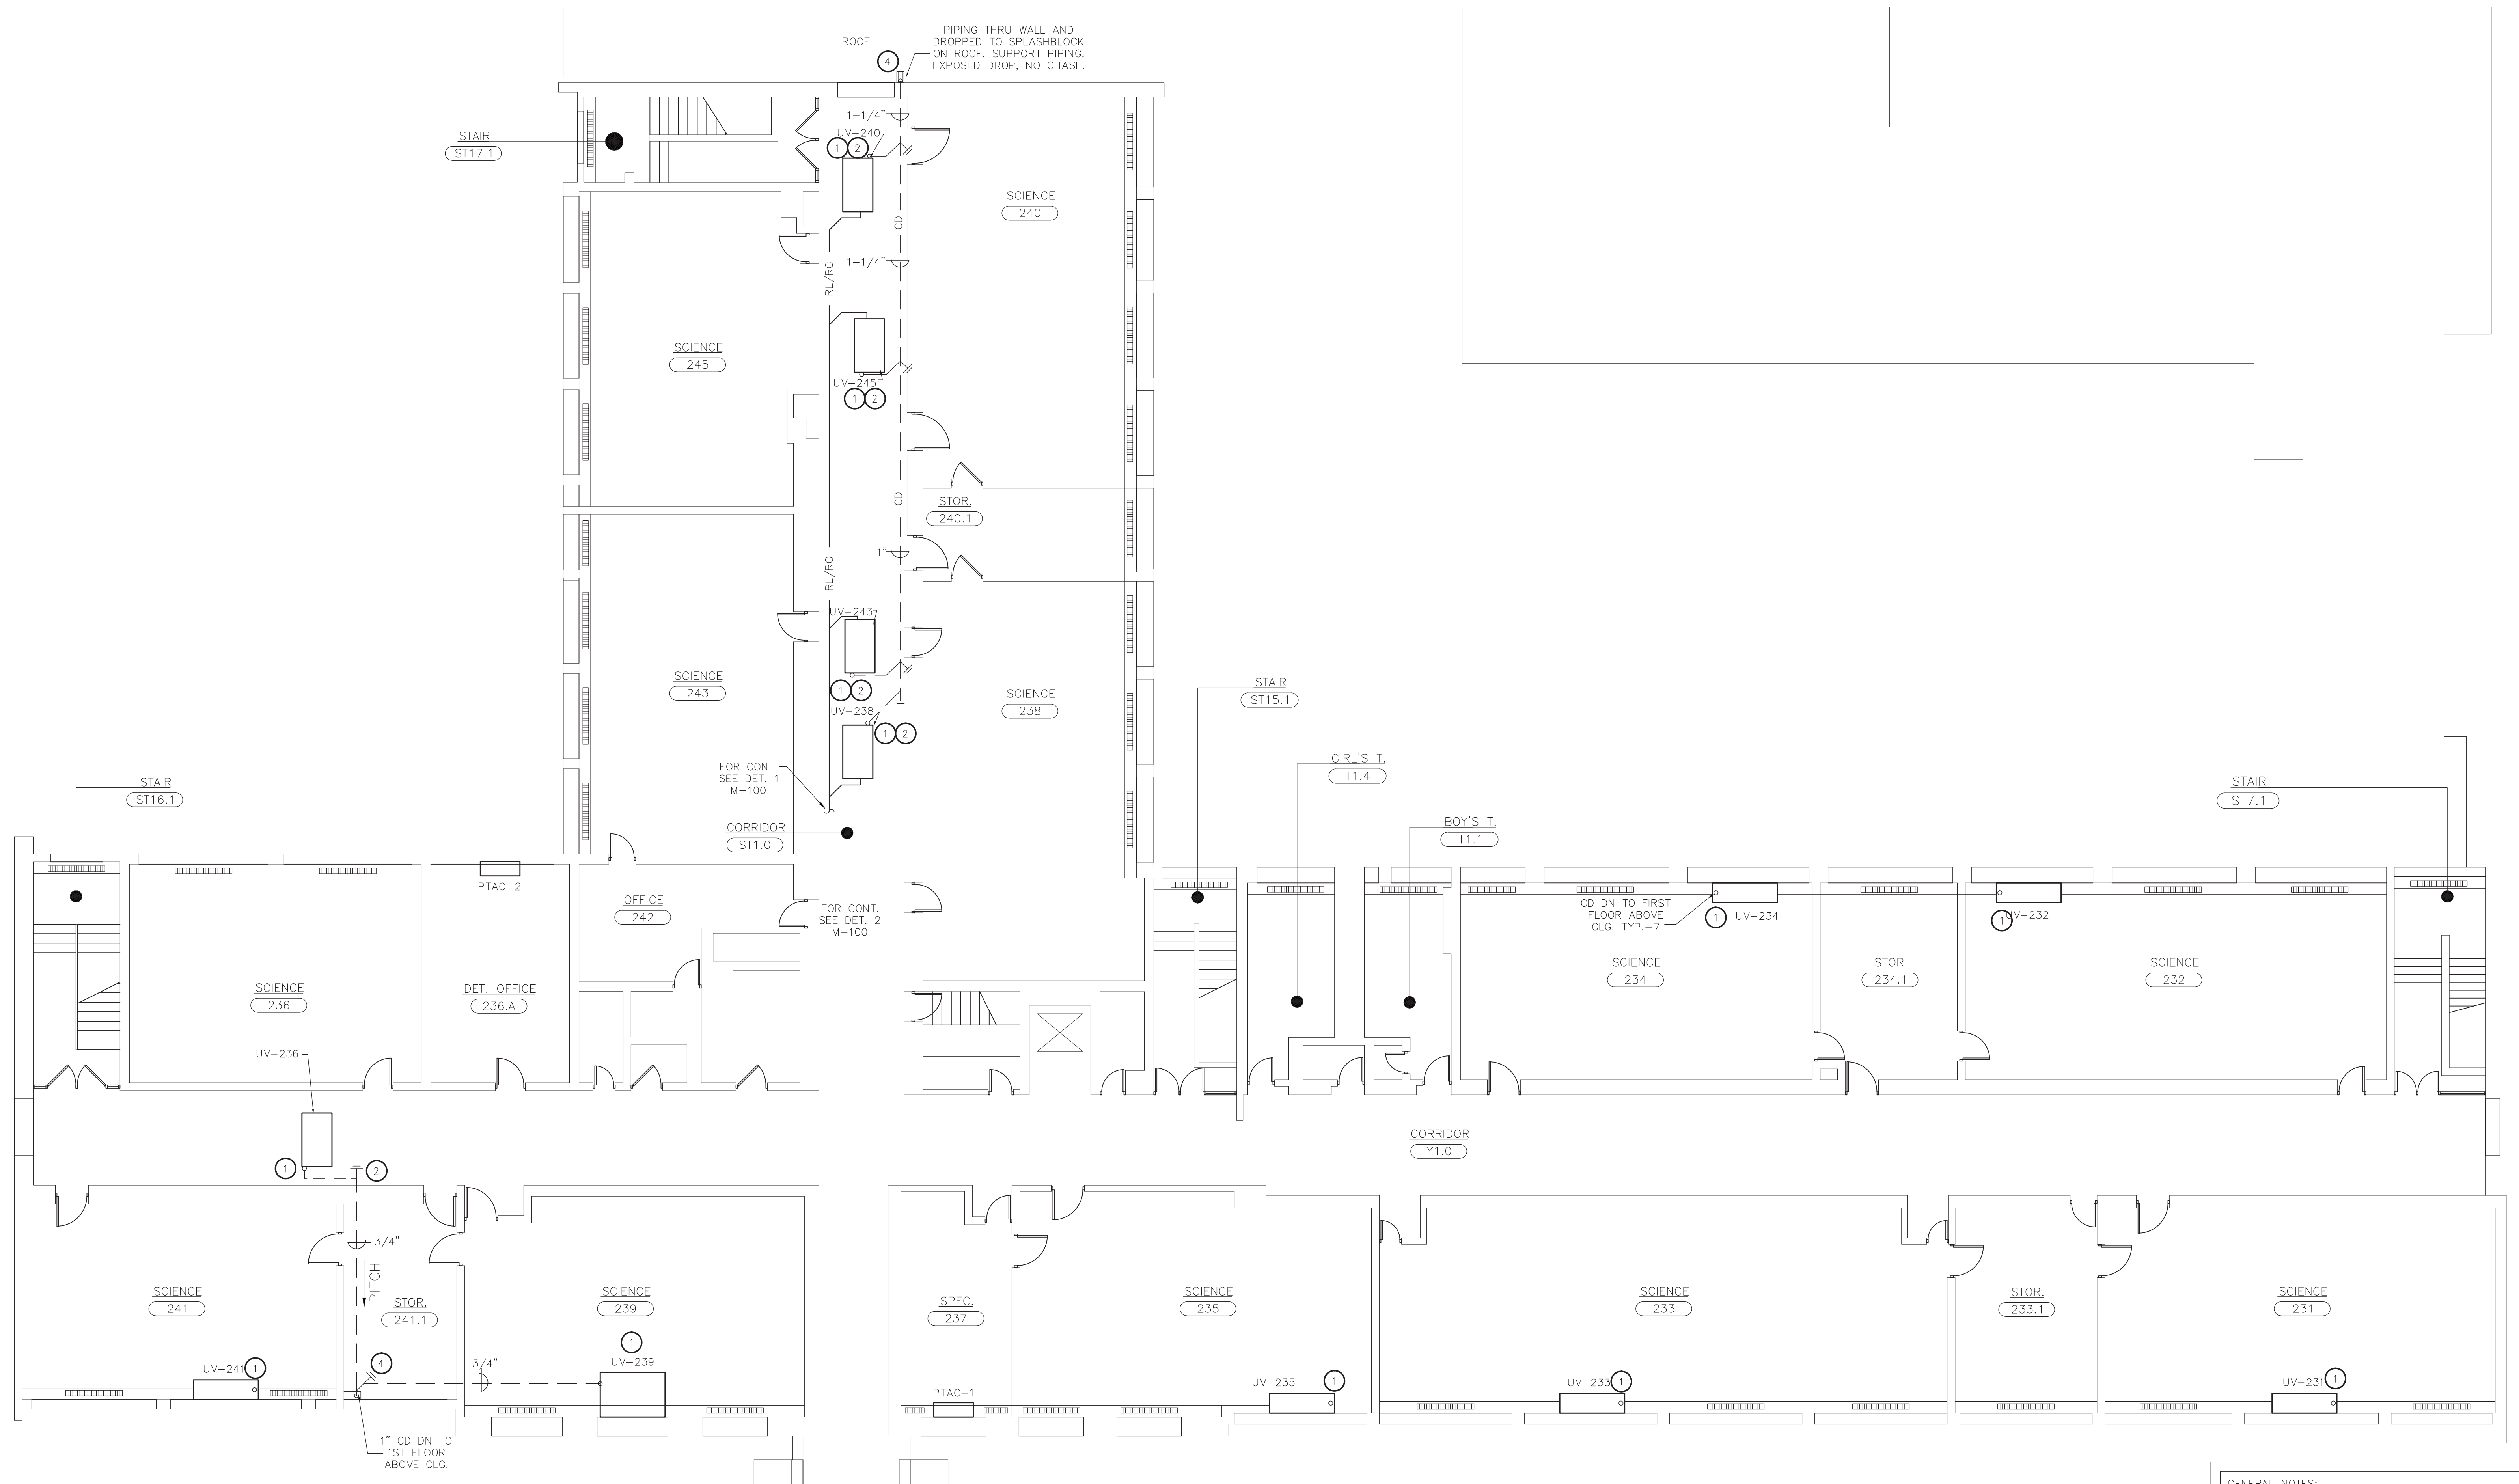 ROOF
PIPING THRU WALL AND
DROPPED TO SPLASHBLOCK
ON ROOF. SUPPORT PIPING.
EXPOSED DROP, NO CHASE.
4
1-1/4"
STAIR
ST17.1
UV-240
1 2
SCIENCE
240
CD
1-1/4"
RL/RG
SCIENCE
245
UV-245
1 2
CD
STOR.
240.1
1"
RL/RG
UV-243
SCIENCE
243
1 2
SCIENCE
238
UV-238
1 2
STAIR
ST15.1
FOR CONT.
SEE DET. 1
M-100
GIRL'S T.
T1.4
STAIR
ST16.1
STAIR
ST7.1
CORRIDOR
ST1.0
BOY'S T.
T1.1
PTAC-2
OFFICE
242
FOR CONT.
SEE DET. 2
M-100
CD DN TO FIRST
FLOOR ABOVE
CLG. TYP.-7
1
UV-234
1
UV-232
SCIENCE
236
DET. OFFICE
236.A
SCIENCE
234
STOR.
234.1
SCIENCE
232
UV-236
CORRIDOR
Y1.0
1
2
3/4"
PITCH
SCIENCE
241
STOR.
241.1
SCIENCE
239
SPEC.
237
SCIENCE
235
SCIENCE
233
STOR.
233.1
SCIENCE
231
UV-241
1
4
3/4"
1
UV-239
PTAC-1
UV-235
1
UV-233
1
UV-231
1
1" CD DN TO
1ST FLOOR
ABOVE CLG.
GENERAL NOTES: